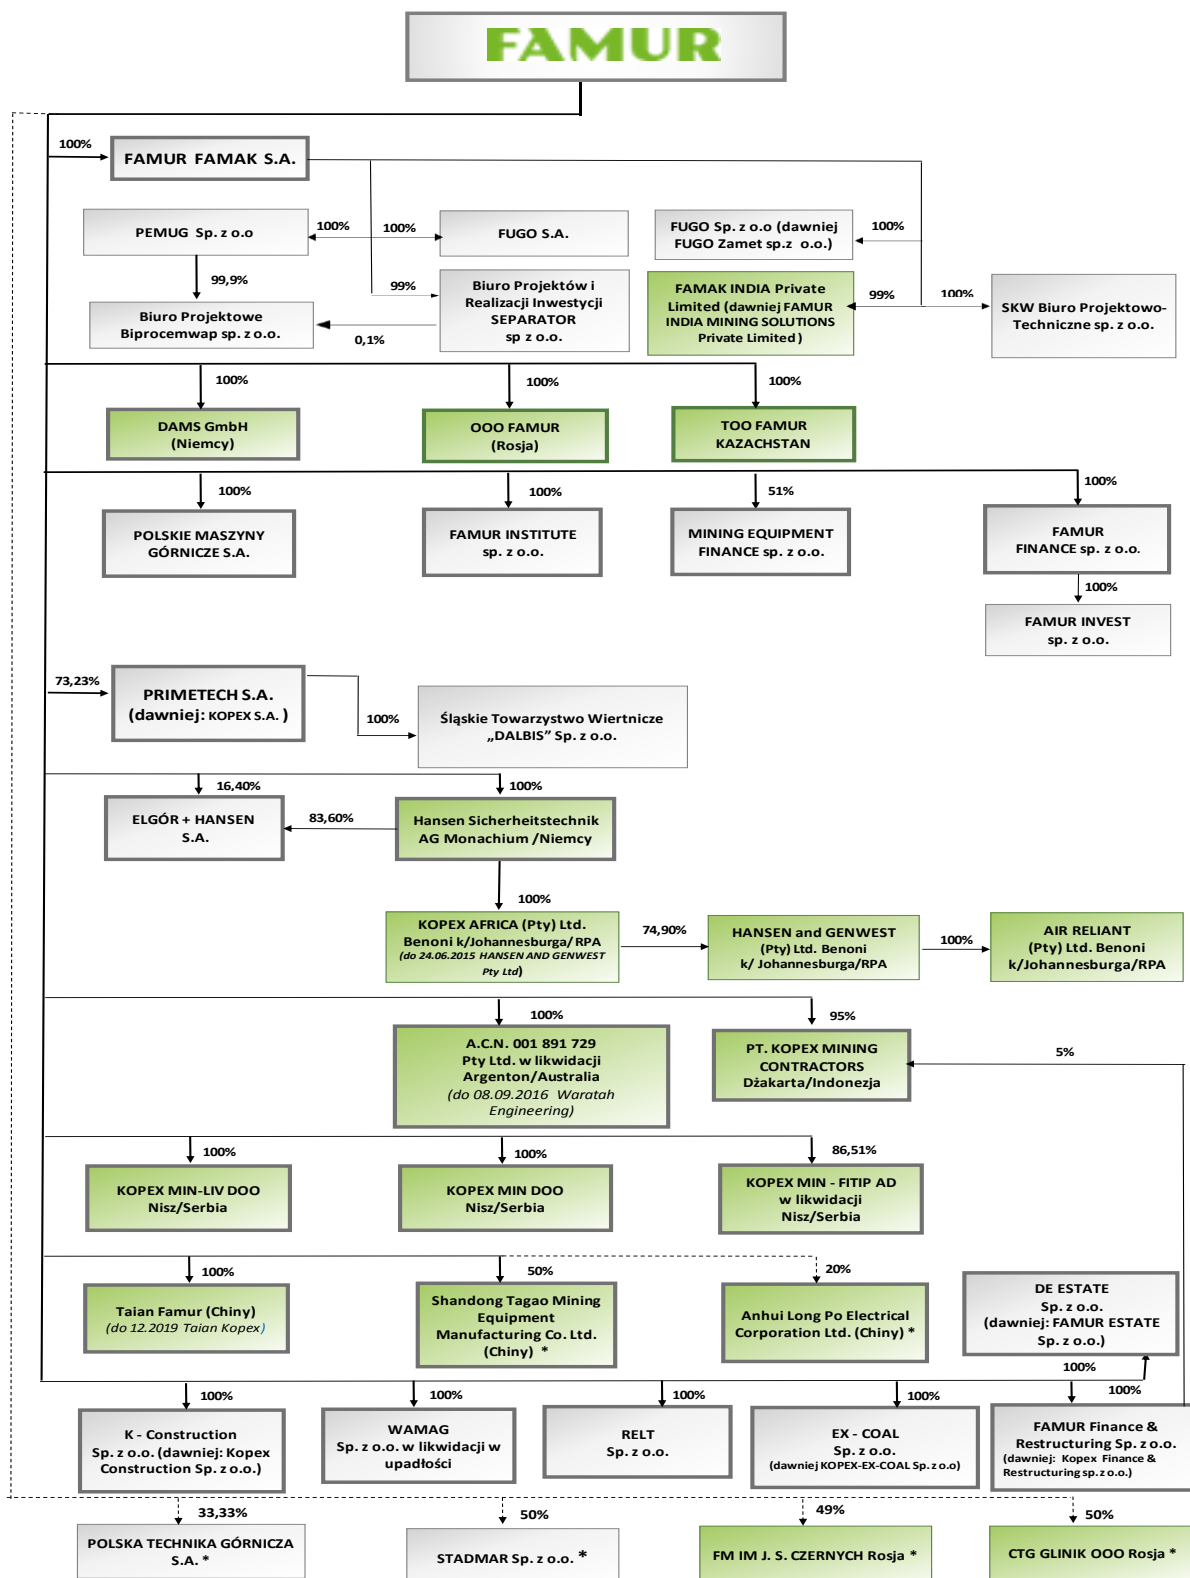 FAMUR
100%
FAMUR FAMAK S.A.
PEMUG Sp. z o.o
100%
100%
FUGO S.A.
FUGO Sp. z o.o (dawniej
FUGO Zamet sp.z o.o.)
100%
99,9%
Biuro Projektowe
Biprocemwap sp. z o.o.
99%
0,1%
Biuro Projektów i
Realizacji Inwestycji
SEPARATOR
sp z o.o.
FAMAK INDIA Private
Limited (dawniej FAMUR
INDIA MINING SOLUTIONS
Private Limited )
99%
100%
SKW Biuro Projektowo-
Techniczne sp. z o.o.
100%
100%
100%
DAMS GmbH
(Niemcy)
OOO FAMUR
(Rosja)
TOO FAMUR
KAZACHSTAN
100%
100%
51%
100%
POLSKIE MASZYNY
GÓRNICZE S.A.
FAMUR INSTITUTE
sp. z o.o.
MINING EQUIPMENT
FINANCE sp. z o.o.
FAMUR
FINANCE sp. z o.o.
100%
FAMUR INVEST
sp. z o.o.
73,23%
PRIMETECH S.A.
(dawniej: KOPEX S.A. )
100%
Śląskie Towarzystwo Wiertnicze
„DALBIS” Sp. z o.o.
16,40%
100%
ELGÓR + HANSEN
S.A.
83,60%
Hansen Sicherheitstechnik
AG Monachium /Niemcy
100%
KOPEX AFRICA (Pty) Ltd.
Benoni k/Johannesburga/ RPA
(do 24.06.2015 HANSEN AND GENWEST
Pty Ltd)
74,90%
HANSEN and GENWEST
(Pty) Ltd. Benoni
k/ Johannesburga/RPA
100%
AIR RELIANT
(Pty) Ltd. Benoni
k/Johannesburga/RPA
100%
95%
A.C.N. 001 891 729
Pty Ltd. w likwidacji
Argenton/Australia
(do 08.09.2016 Waratah
Engineering)
PT. KOPEX MINING
CONTRACTORS
Dżakarta/Indonezja
5%
100%
100%
86,51%
KOPEX MIN-LIV DOO
Nisz/Serbia
KOPEX MIN DOO
Nisz/Serbia
KOPEX MIN - FITIP AD
w likwidacji
Nisz/Serbia
100%
50%
20%
Taian Famur (Chiny)
(do 12.2019 Taian Kopex)
Shandong Tagao Mining
Equipment
Manufacturing Co. Ltd.
(Chiny) *
Anhui Long Po Electrical
Corporation Ltd. (Chiny) *
DE ESTATE
Sp. z o.o.
(dawniej: FAMUR ESTATE
Sp. z o.o.)
100%
100%
100%
100%
100%
100%
K - Construction
Sp. z o.o. (dawniej: Kopex
Construction Sp. z o.o.)
WAMAG
Sp. z o.o. w likwidacji w
upadłości
RELT
Sp. z o.o.
EX - COAL
Sp. z o.o.
(dawniej KOPEX-EX-COAL Sp. z o.o)
FAMUR Finance &
Restructuring Sp. z o.o.
(dawniej: Kopex Finance &
Restructuring sp. z o.o.)
33,33%
50%
49%
50%
POLSKA TECHNIKA GÓRNICZA
S.A. *
STADMAR Sp. z o.o. *
FM IM J. S. CZERNYCH Rosja *
CTG GLINIK OOO Rosja *